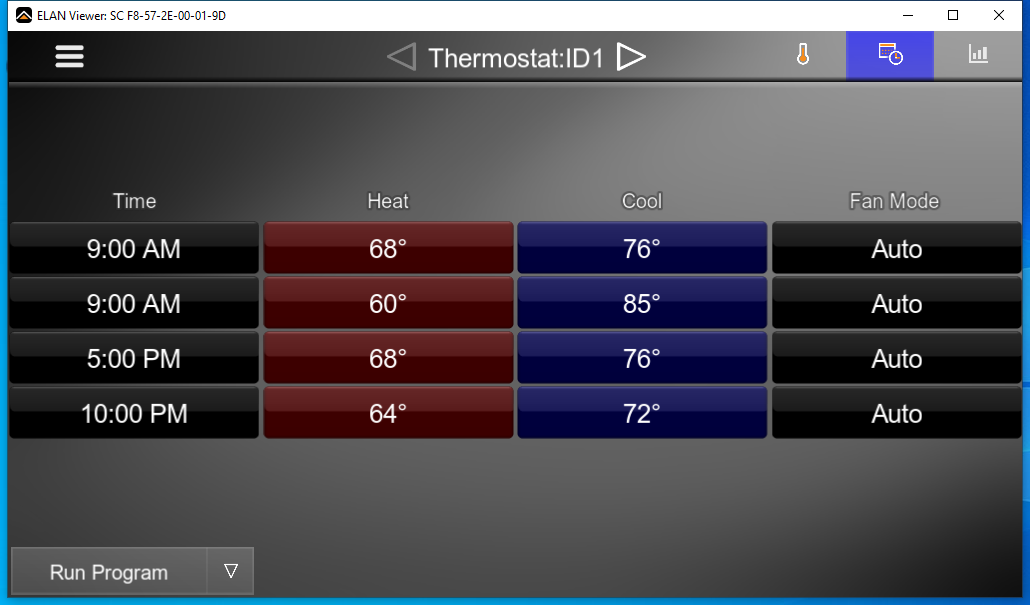 ELAN Viewer: SC F8-57-2E-00-01-9D
Thermostat:ID1
Time Heat Cool Fan Mode
9:00 AM 68° 76° Auto
9:00 AM 60° 85° Auto
5:00 PM 68° 76° Auto
10:00 PM 64° 72° Auto
Run Program